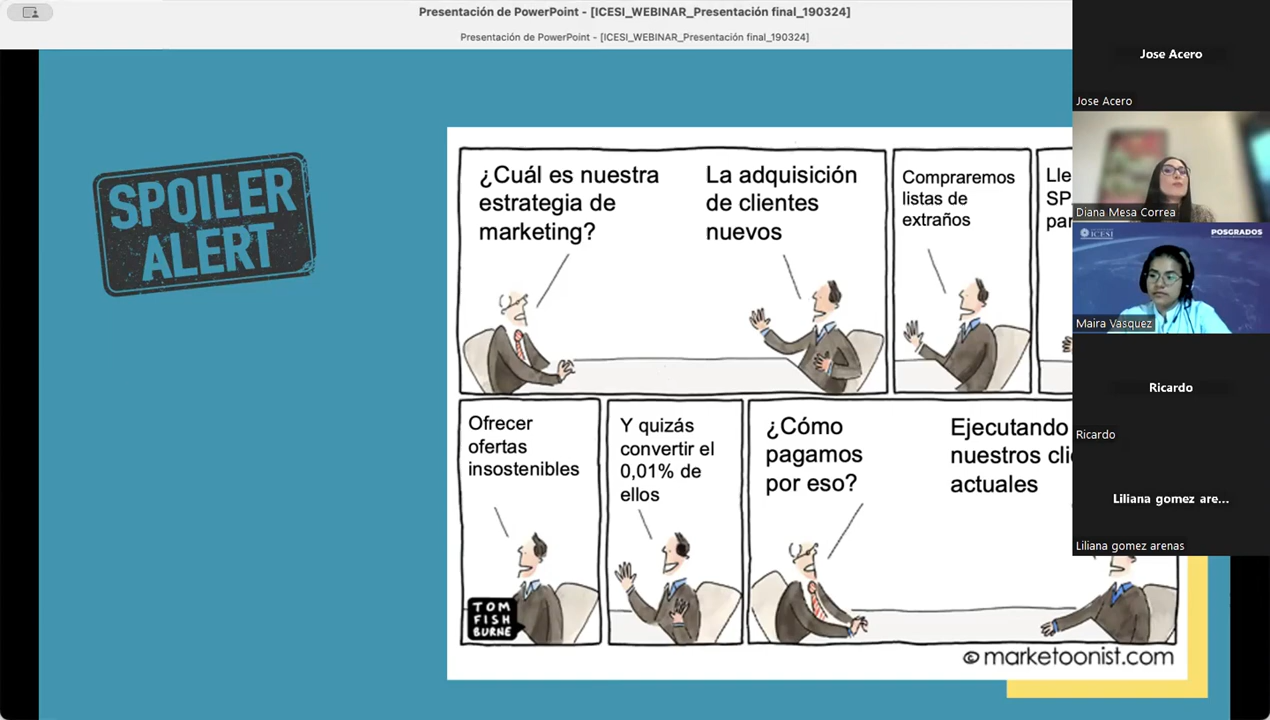 Presentación de PowerPoint - [ICESI_WEBINAR_Presentación final_190324]
Presentación de PowerPoint - [ICESI_WEBINAR_Presentación final_190324]
SPOILER
ALERT
¿Cuál es nuestra
estrategia de
marketing?
La adquisición
de clientes
nuevos
Compraremos
listas de
extraños
Ofrecer
ofertas
insostenibles
Y quizás
convertir el
0,01% de
ellos
¿Cómo
pagamos
por eso?
Ejecutando
nuestros
actuales
TOM
FISH
BURNE
© marketoonist.com
Jose Acero
Jose Acero
Diana Mesa Correa
ICESI
POSGRADOS
Maira Vasquez
Ricardo
Ricardo
Liliana gomez are...
Liliana gomez arenas